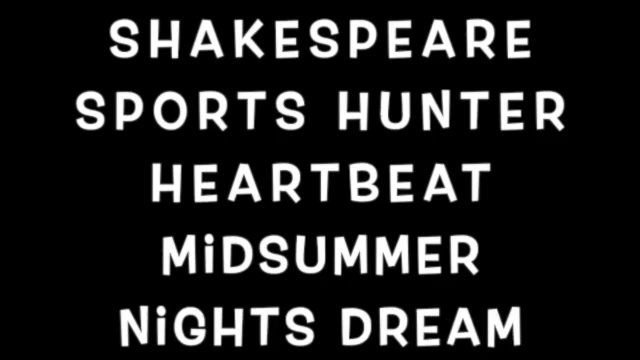 SHAKESPEARE
SPORTS HUNTER
HEARTBEAT
MiDSUMMER
NiGHTS DREAM